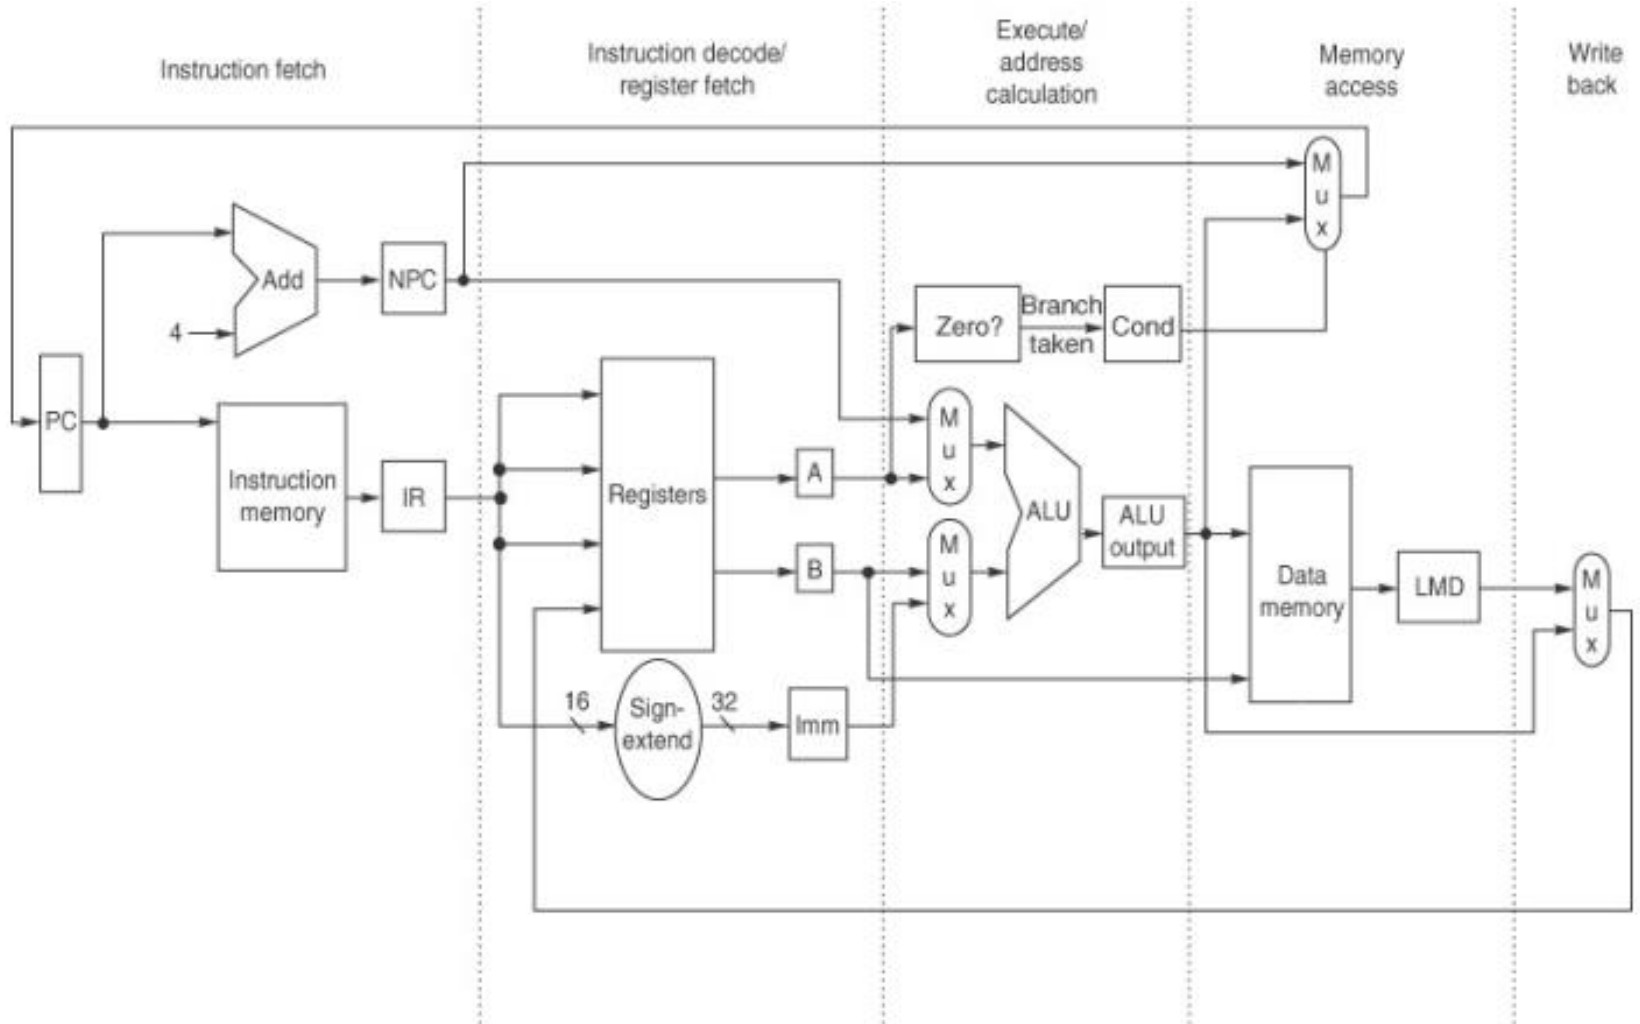 Instruction fetch
Instruction decode/
register fetch
Execute/
address
calculation
Memory
access
Write
back
M
u
x
Add
NPC
4
Zero?
Branch
taken
Cond
PC
Instruction
memory
IR
Registers
A
B
M
u
x
M
u
x
ALU
ALU
output
Data
memory
LMD
M
u
x
16
Sign-
extend
32
Imm